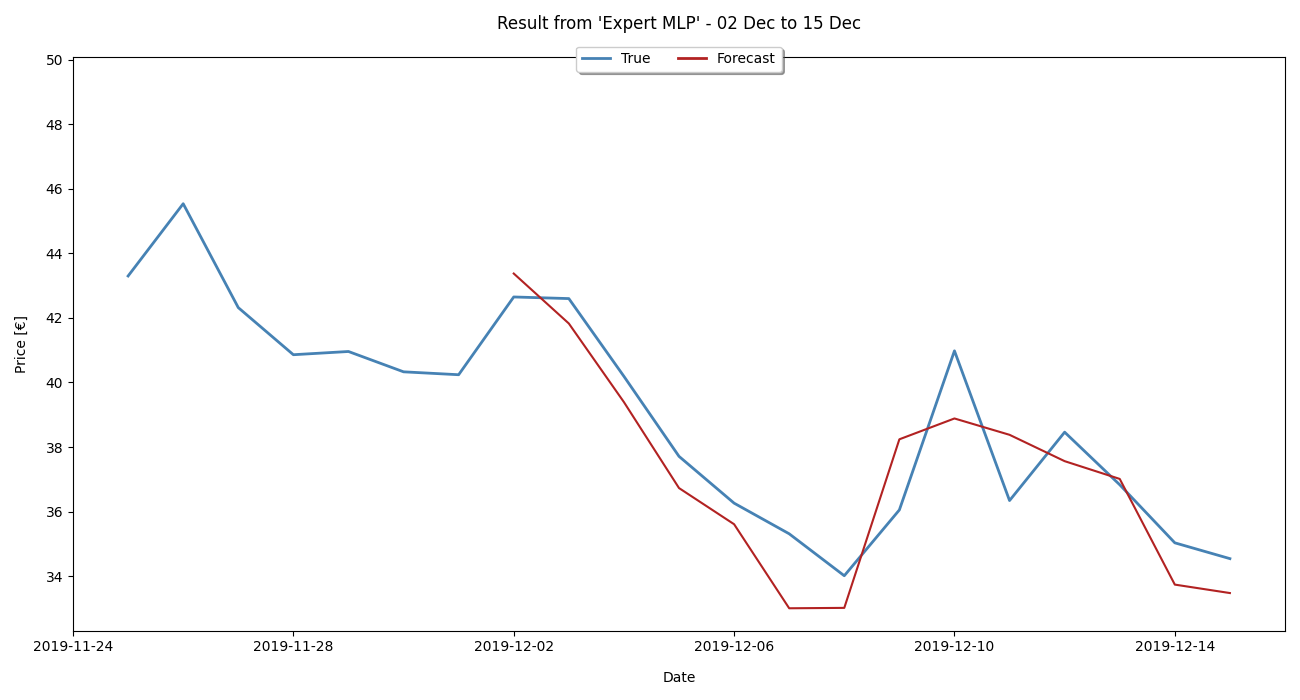 Result from 'Expert MLP' - 02 Dec to 15 Dec
True Forecast
50
48
46
44
42
40
38
36
34
Price [€]
2019-11-24 2019-11-28 2019-12-02 2019-12-06 2019-12-10 2019-12-14
Date